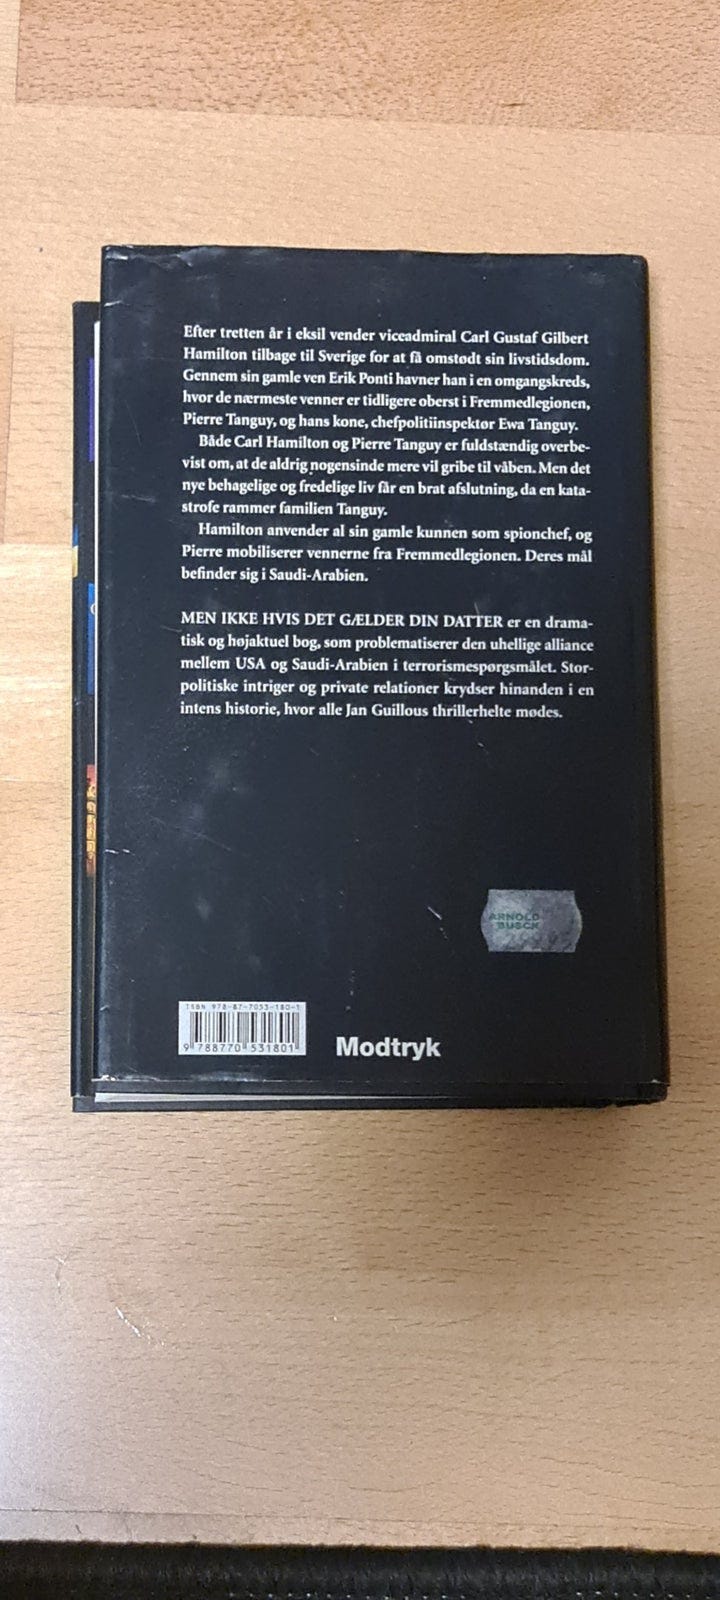 Efter tretten år i eksil vender viceadmiral Carl Gustaf Gilbert
Hamilton tilbage til Sverige for at få omstødt sin livstidsdom.
Gennem sin gamle ven Erik Ponti havner han i en omgangskreds,
hvor de nærmeste venner er tidligere oberst i Fremmedlegionen,
Pierre Tanguy, og hans kone, chefpolitiinspektør Ewa Tanguy.
Både Carl Hamilton og Pierre Tanguy er fuldstændig overbe-
vist om, at de aldrig nogensinde mere vil gribe til våben. Men det
nye behagelige og fredelige liv får en brat afslutning, da en kata-
strofe rammer familien Tanguy.
Hamilton anvender al sin gamle kunnen som spionchef, og
Pierre mobiliserer vennerne fra Fremmedlegionen. Deres mål
befinder sig i Saudi-Arabien.
MEN IKKE HVIS DET GÆLDER DIN DATTER er en drama-
tisk og højaktuel bog, som problematiserer den uhellige alliance
mellem USA og Saudi-Arabien i terrorismespørgsmålet. Stor-
politiske intriger og private relationer krydser hinanden i en
intens historie, hvor alle Jan Guillous thrillerhelte mødes.
ARNOLD
BUSCK
ISBN 978-87-7053-180-1
9 788770 531801
Modtryk